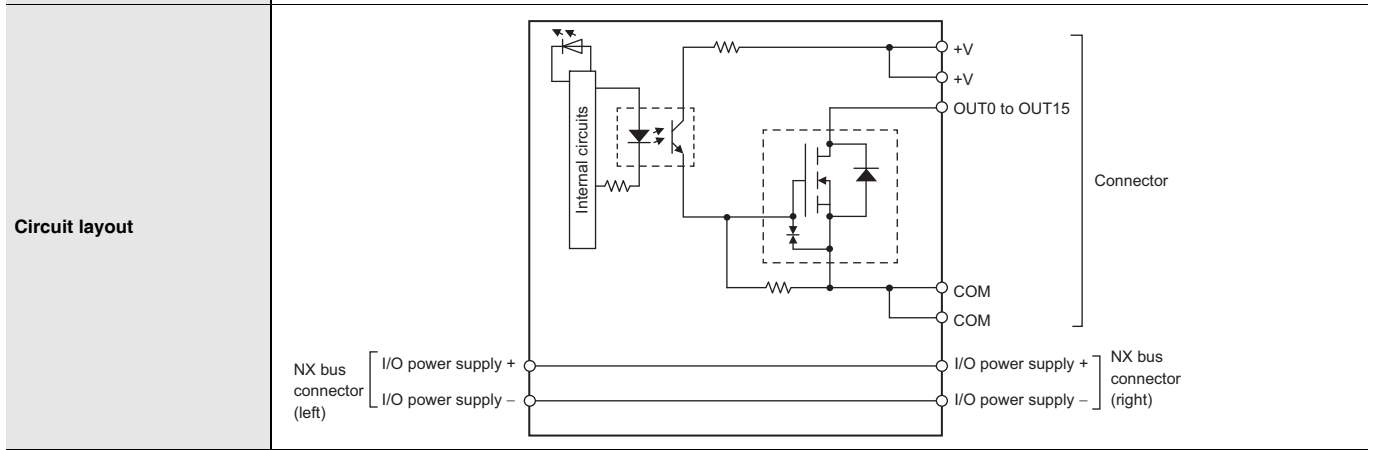 Circuit layout
Internal circuits
+V
+V
OUT0 to OUT15
Connector
COM
COM
NX bus
connector
(left)
I/O power supply +
I/O power supply −
I/O power supply +
I/O power supply −
NX bus
connector
(right)